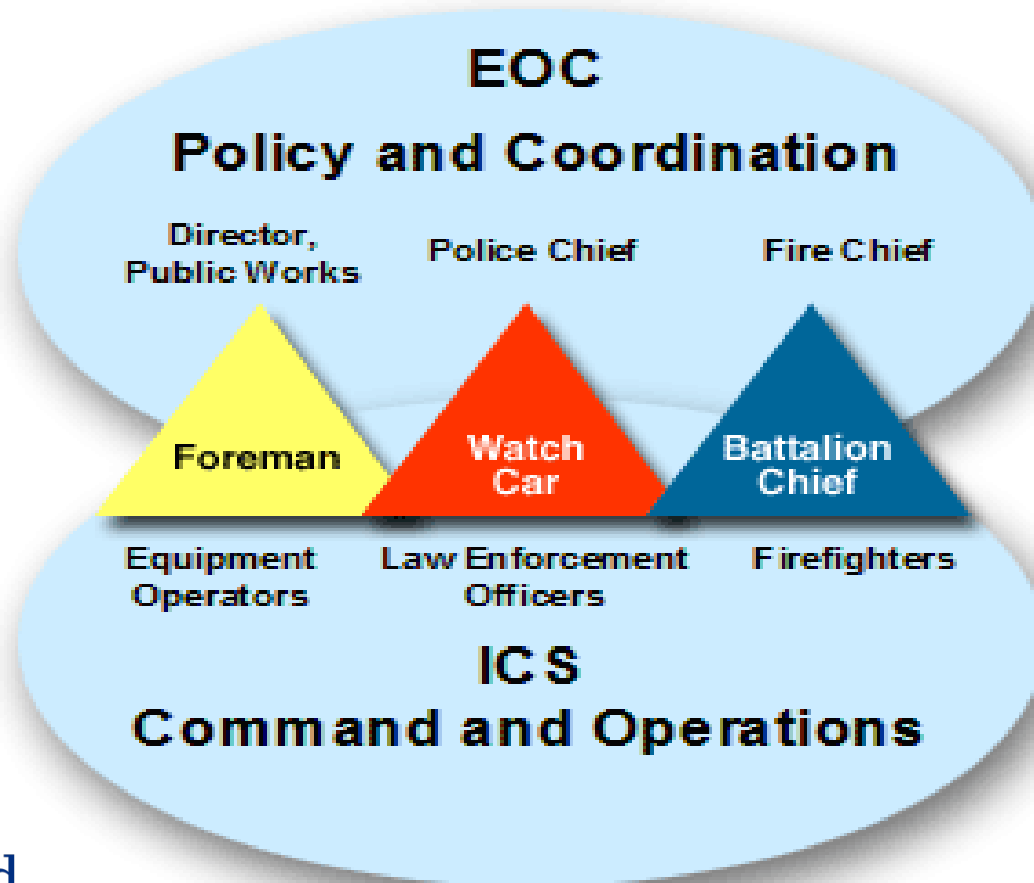 EOC
Policy and Coordination
Director,
Public Works
Police Chief
Fire Chief
Foreman
Watch
Car
Battalion
Chief
Equipment
Operators
Law Enforcement
Officers
Firefighters
ICS
Command and Operations